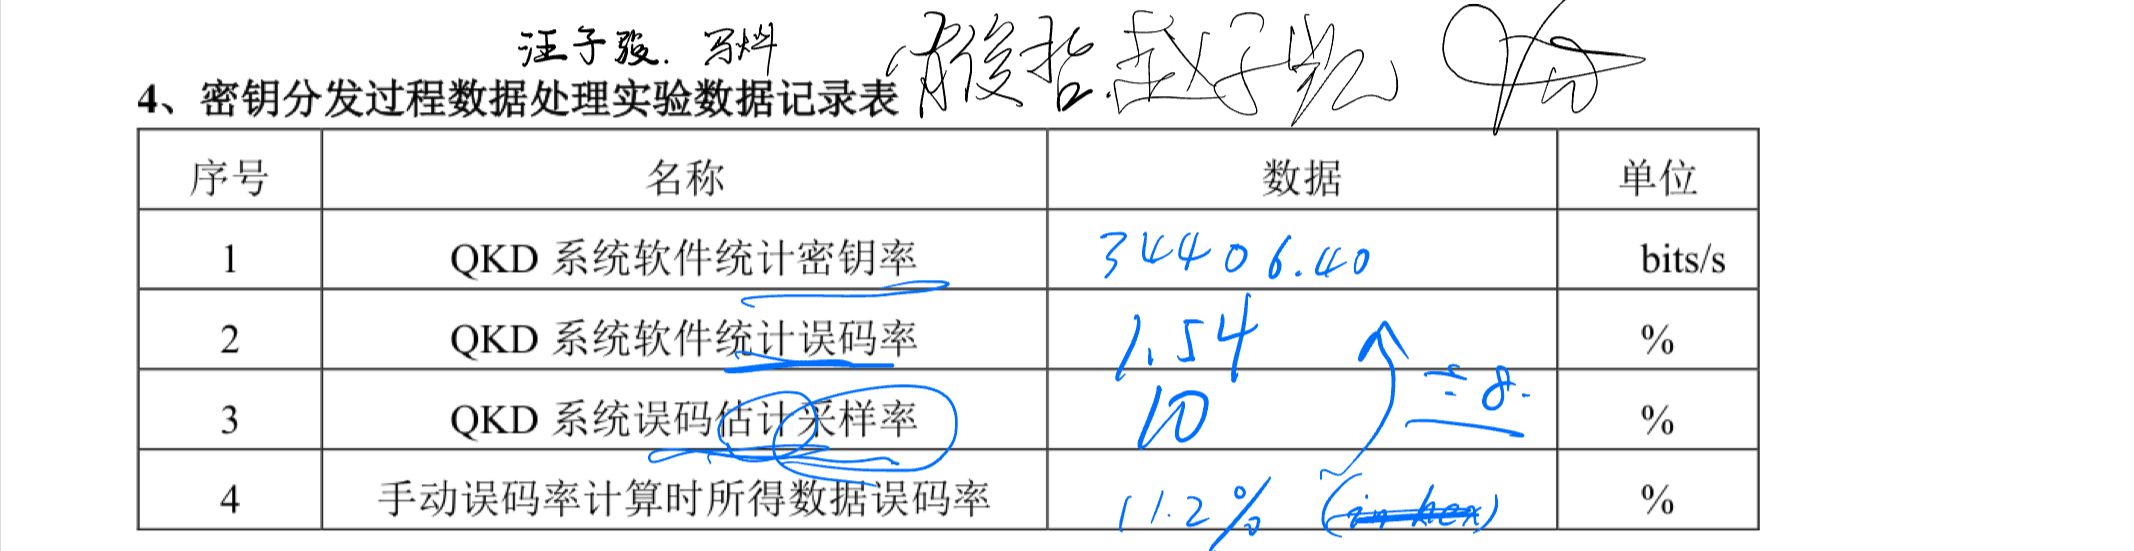 汪子骏. 马烨
4、密钥分发过程数据处理实验数据记录表
序号 名称 数据 单位
1 QKD 系统软件统计密钥率 34406.40 bits/s
2 QKD 系统软件统计误码率 1.54 %
3 QKD 系统误码估计采样率 10 %
÷8.
4 手动误码率计算时所得数据误码率 11.2% %